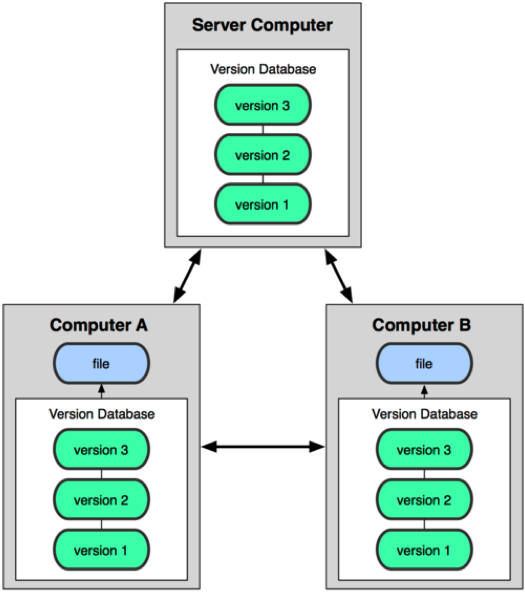 Server Computer
Version Database
version 3
version 2
version 1
Computer A
file
Version Database
version 3
version 2
version 1
Computer B
file
Version Database
version 3
version 2
version 1